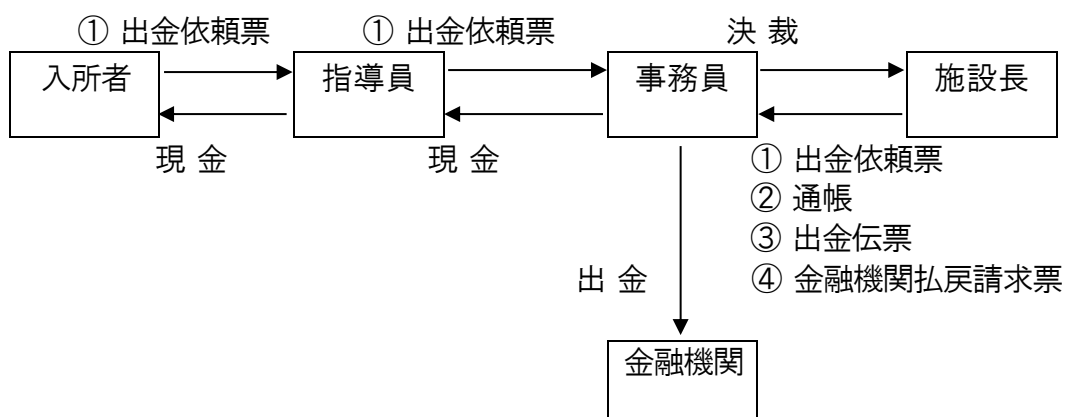 ① 出金依頼票 ① 出金依頼票 決 裁
入所者 指導員 事務員 施設長
現 金 現 金 ① 出金依頼票
② 通帳
③ 出金伝票
出 金 ④ 金融機関払戻請求票
金融機関